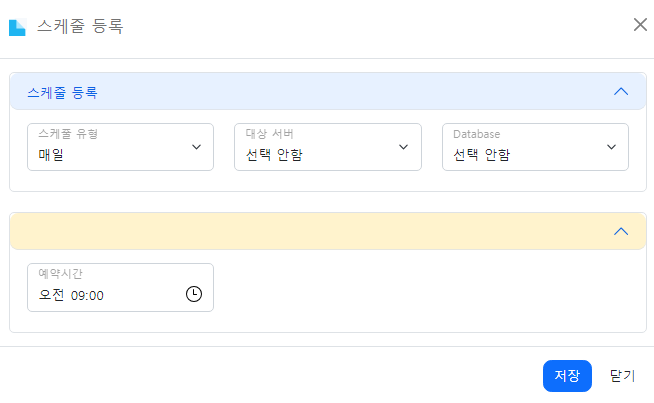 스케줄 등록
스케줄 등록
스케줄 유형
매일
대상 서버
선택 안함
Database
선택 안함
예약시간
오전 09:00
저장
닫기